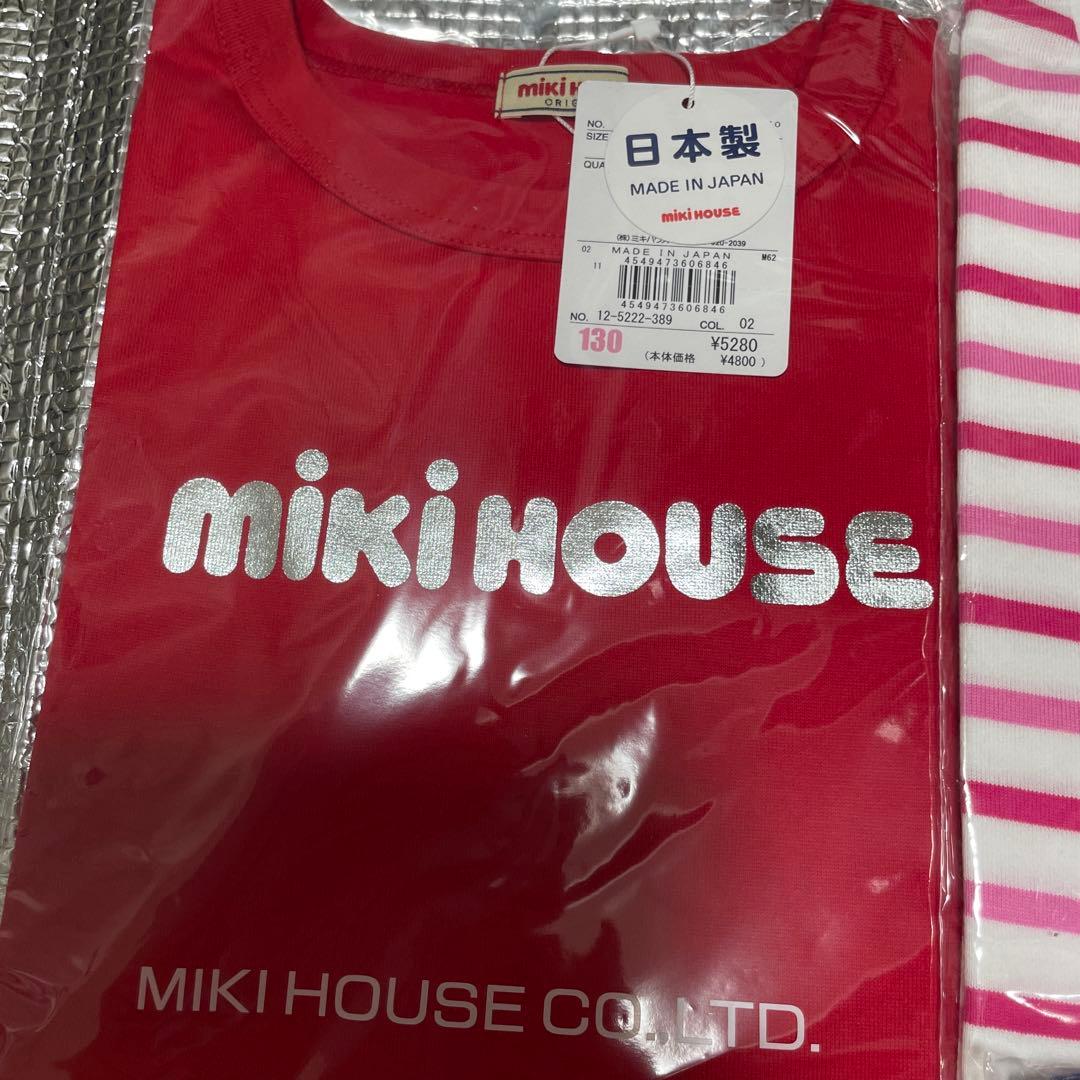 miki
ORIG
NO.
SIZE
QUA
日本製
MADE IN JAPAN
miki HOUSE
(株)ミキハウス
-2039
02 MADE IN JAPAN M62
4549473606846
11
4549473606846
NO. 12-5222-389 COL. 02
130 ¥5280
(本体価格 ¥4800)
miki HOUSE
MIKI HOUSE CO.,LTD.